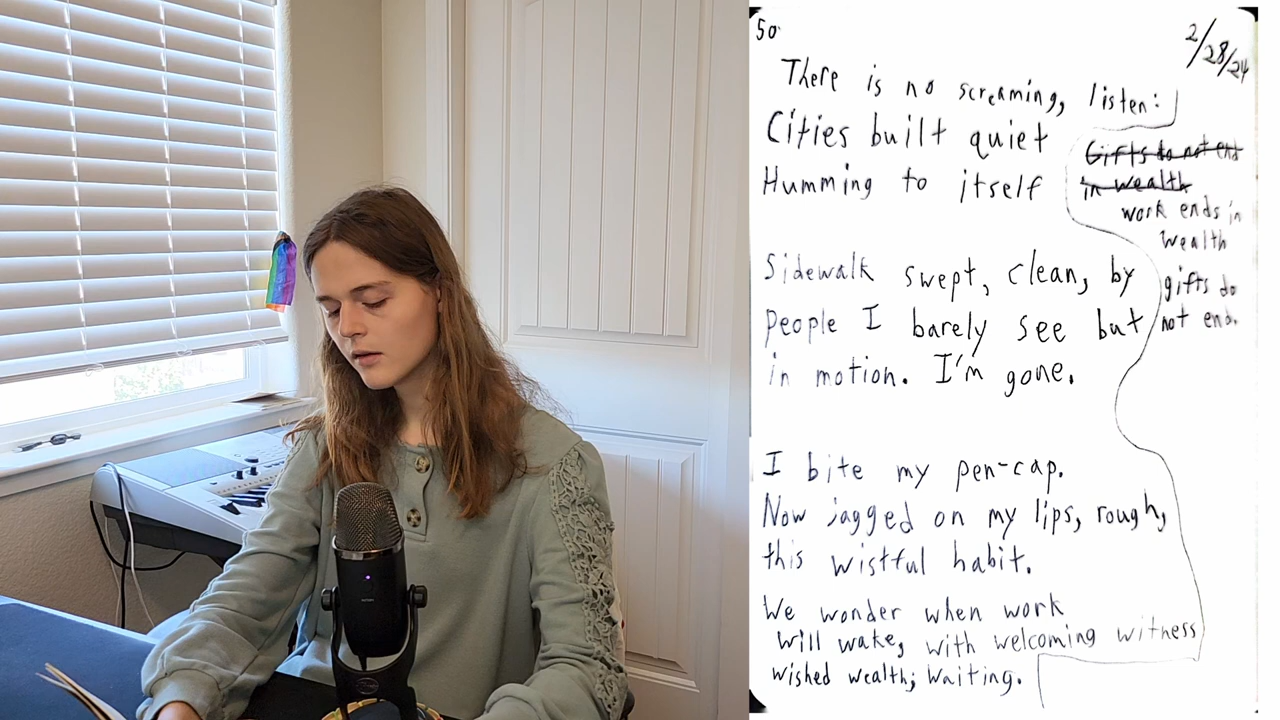 50
2/28/24
There is no screaming, listen:
Cities built quiet
Humming to itself
Gifts do not end
in wealth
work ends in
wealth
gifts do
not end.
Sidewalk swept, clean, by
people I barely see but
in motion. I'm gone.
I bite my pen-cap.
Now jagged on my lips, rough,
this wistful habit.
We wonder when work
will wake, with welcoming witness
wished wealth; Waiting.